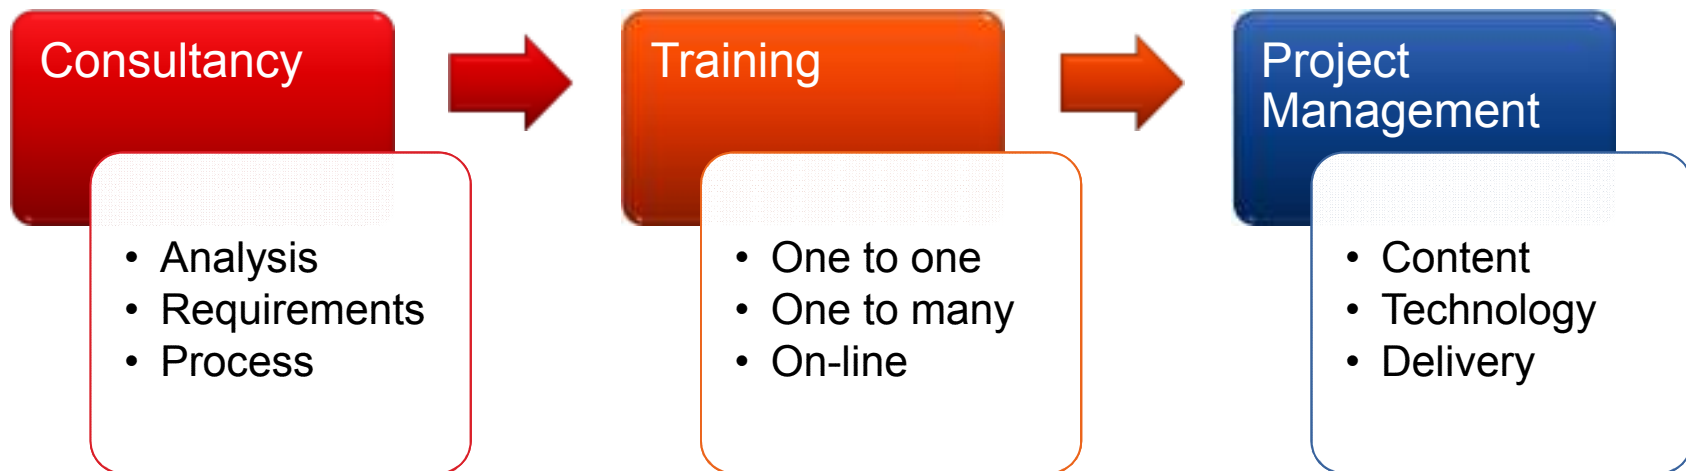 Consultancy
• Analysis
• Requirements
• Process
Training
• One to one
• One to many
• On-line
Project
Management
• Content
• Technology
• Delivery